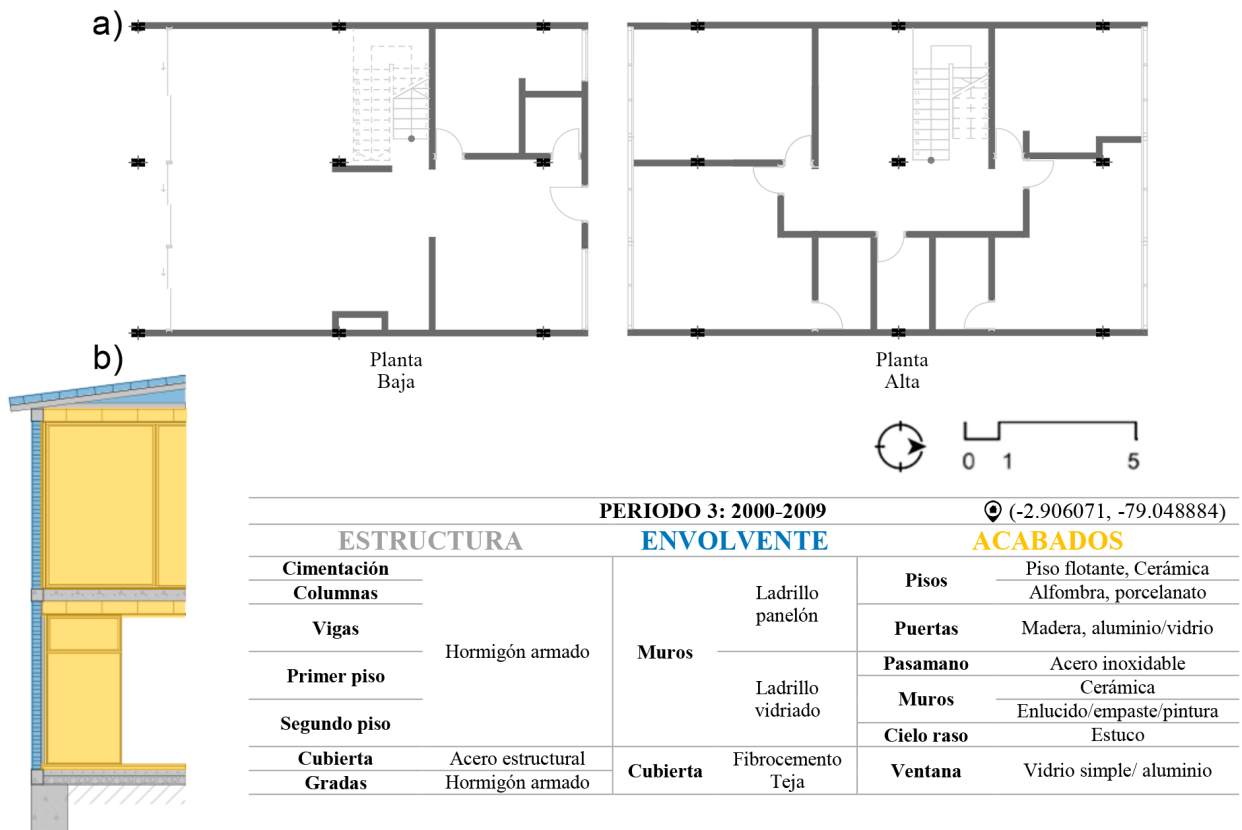 a)
Planta
Baja
Planta
Alta
b)
0 1 5
PERIODO 3: 2000-2009 (-2.906071, -79.048884)
ESTRUCTURA ENVOLVENTE ACABADOS
Cimentación
Columnas
Vigas
Primer piso
Segundo piso
Hormigón armado
Cubierta Acero estructural
Gradas Hormigón armado
Muros
Ladrillo
panelón
Ladrillo
vidriado
Cubierta
Fibrocemento
Teja
Pisos
Piso flotante, Cerámica
Alfombra, porcelanato
Puertas Madera, aluminio/vidrio
Pasamano Acero inoxidable
Muros
Cerámica
Enlucido/empaste/pintura
Cielo raso Estuco
Ventana Vidrio simple/ aluminio